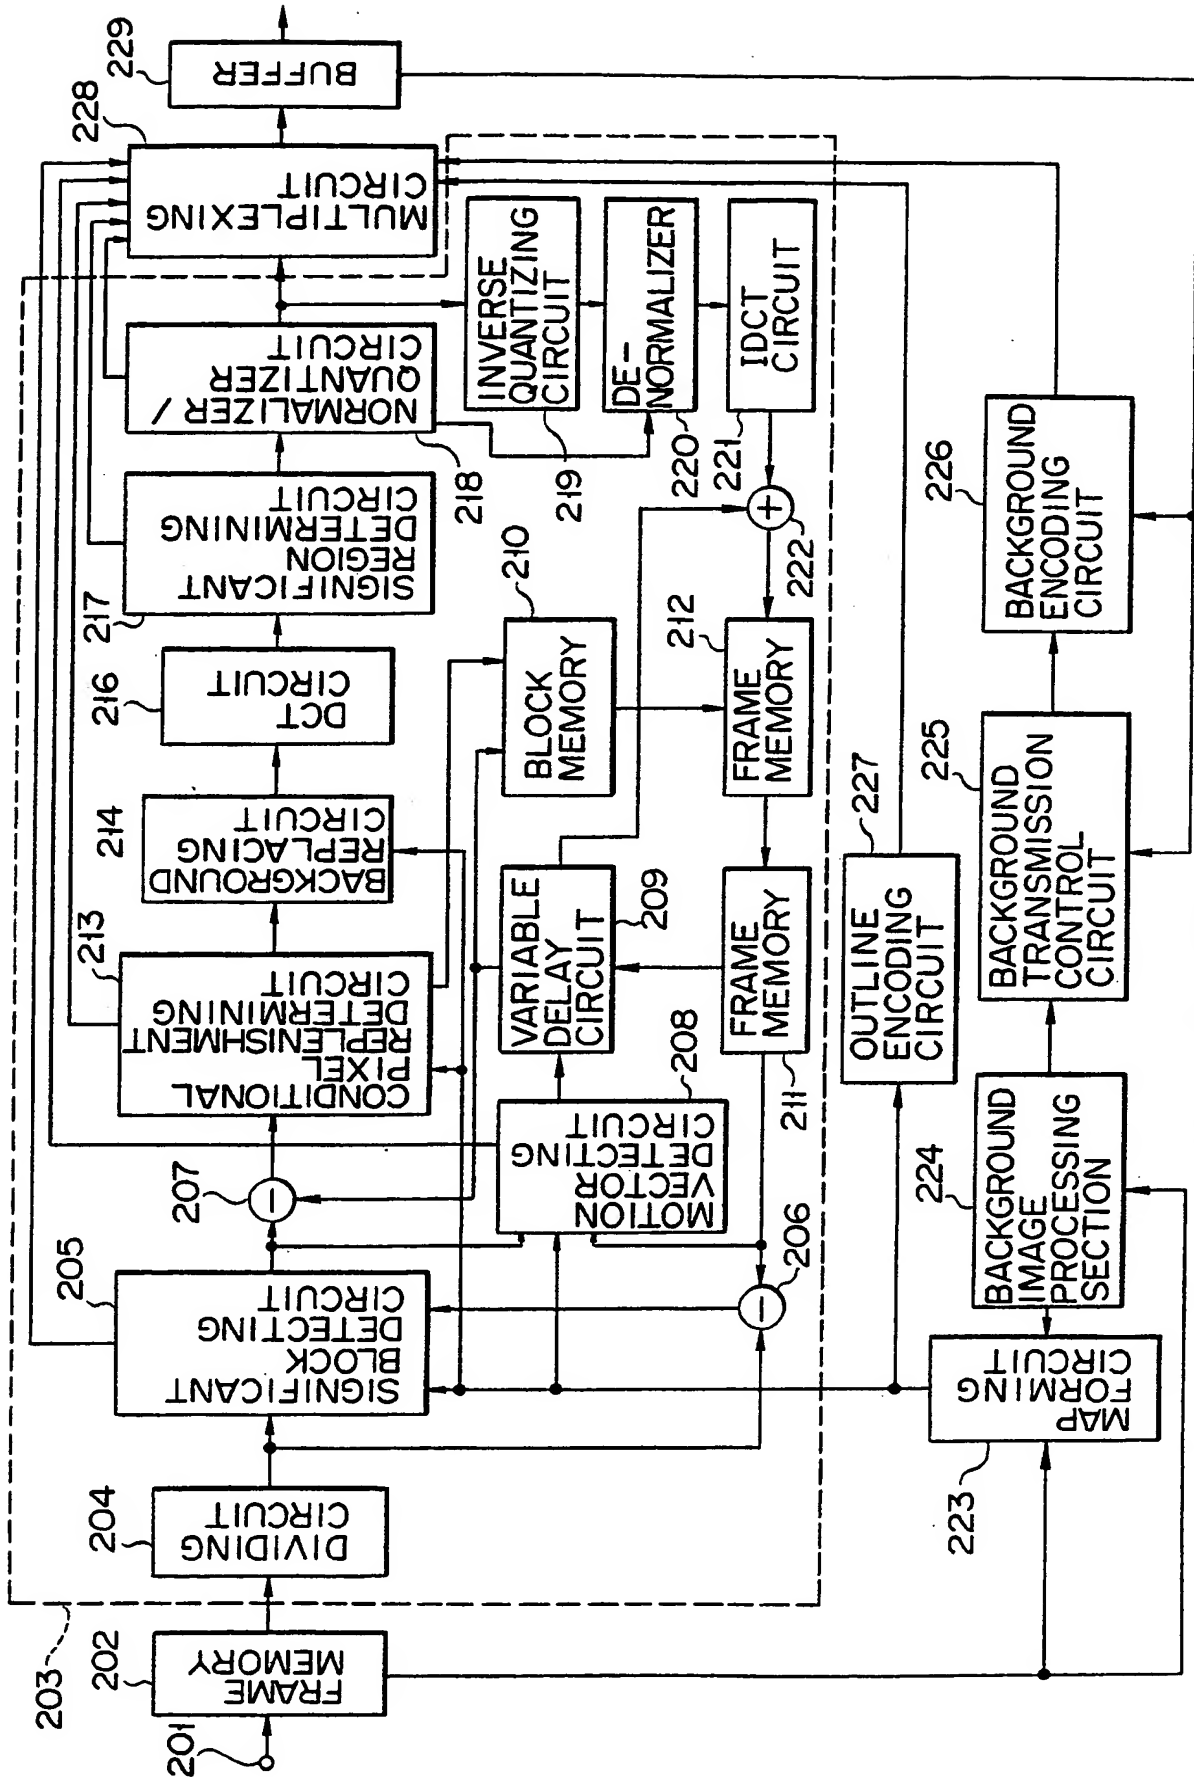 201
FRAME
MEMORY
202
203
DIVIDING
CIRCUIT
204
SIGNIFICANT
BLOCK
DETECTING
CIRCUIT
205
206
207
MOTION
VECTOR
DETECTING
CIRCUIT
208
VARIABLE
DELAY
CIRCUIT
209
BLOCK
MEMORY
210
FRAME
MEMORY
211
FRAME
MEMORY
212
CONDITIONAL
PIXEL
REPLENISHMENT
DETERMINING
CIRCUIT
213
BACKGROUND
REPLACING
CIRCUIT
214
DCT
CIRCUIT
216
SIGNIFICANT
REGION
DETERMINING
CIRCUIT
217
NORMALIZER/
QUANTIZER
CIRCUIT
218
INVERSE
QUANTIZING
CIRCUIT
219
DE-
NORMALIZER
220
IDCT
CIRCUIT
221
+
222
−
−
MAP
FORMING
CIRCUIT
223
BACKGROUND
IMAGE
PROCESSING
SECTION
224
BACKGROUND
TRANSMISSION
CONTROL
CIRCUIT
225
BACKGROUND
ENCODING
CIRCUIT
226
OUTLINE
ENCODING
CIRCUIT
227
MULTIPLEXING
CIRCUIT
228
BUFFER
229